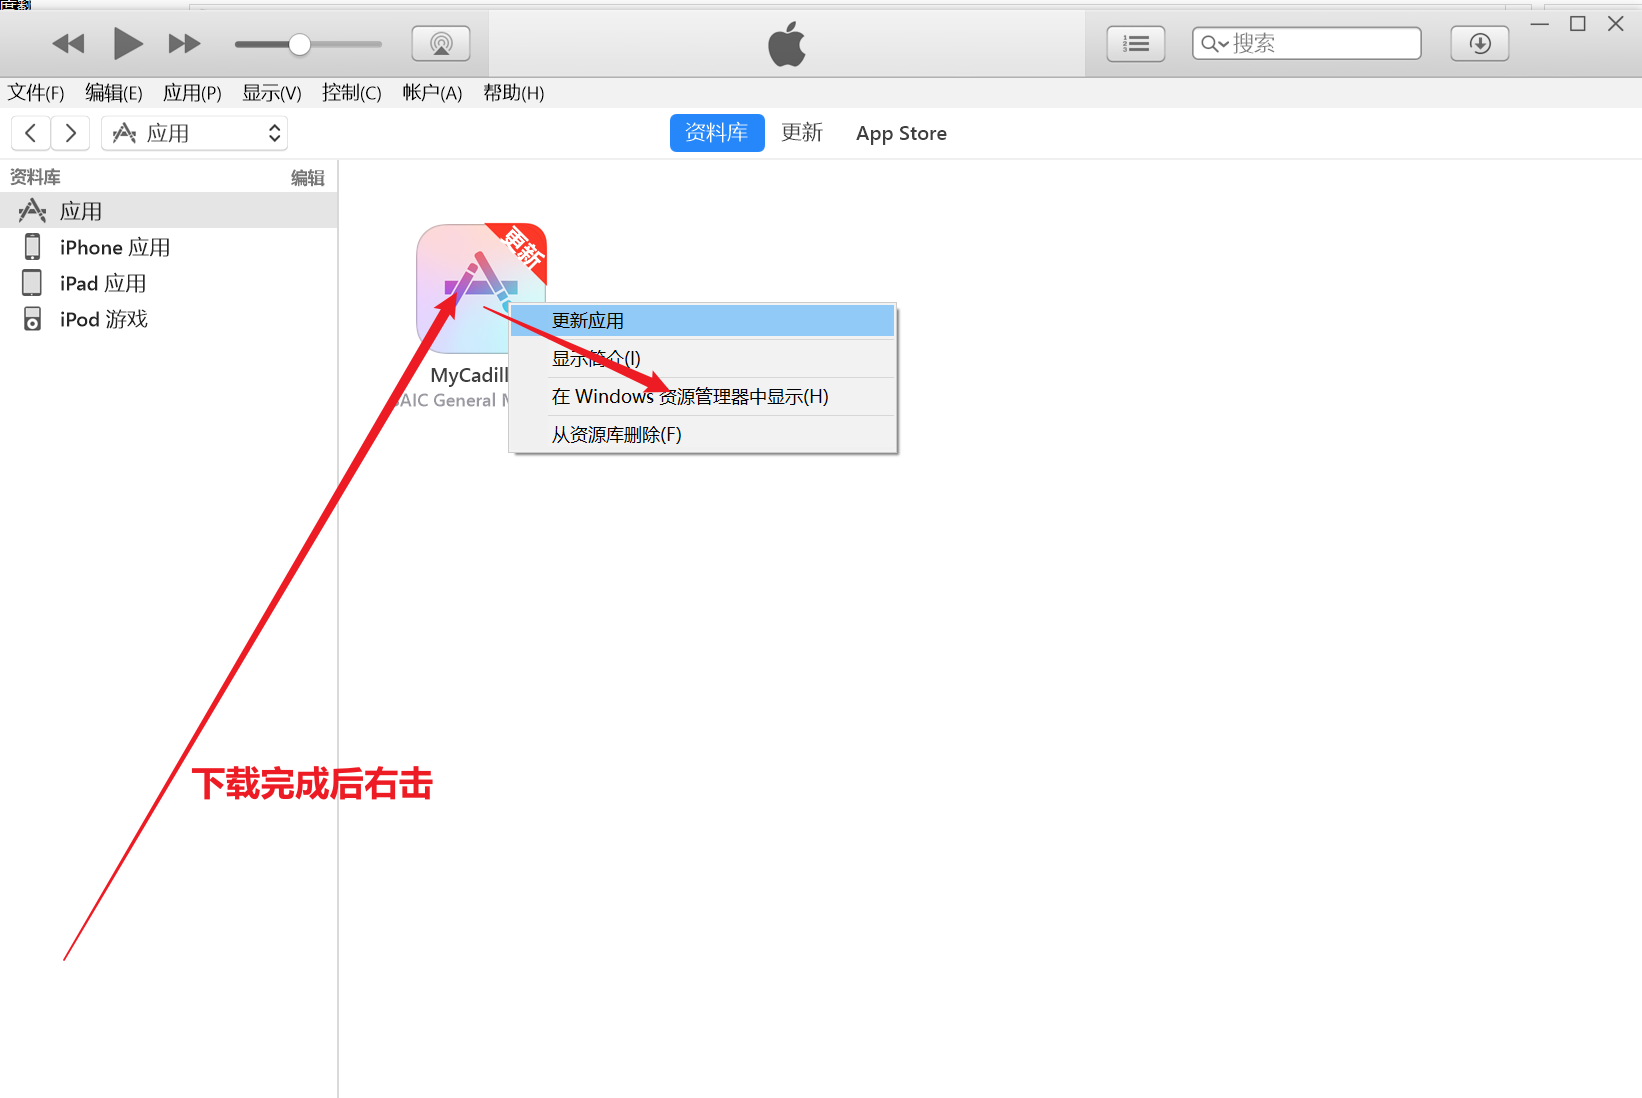 搜索
文件(F) 编辑(E) 应用(P) 显示(V) 控制(C) 帐户(A) 帮助(H)
应用
资料库 更新 App Store
资料库 编辑
应用
iPhone 应用
iPad 应用
iPod 游戏
更新
MyCadill
AIC General
更新应用
显示简介(I)
在 Windows 资源管理器中显示(H)
从资源库删除(F)
下载完成后右击